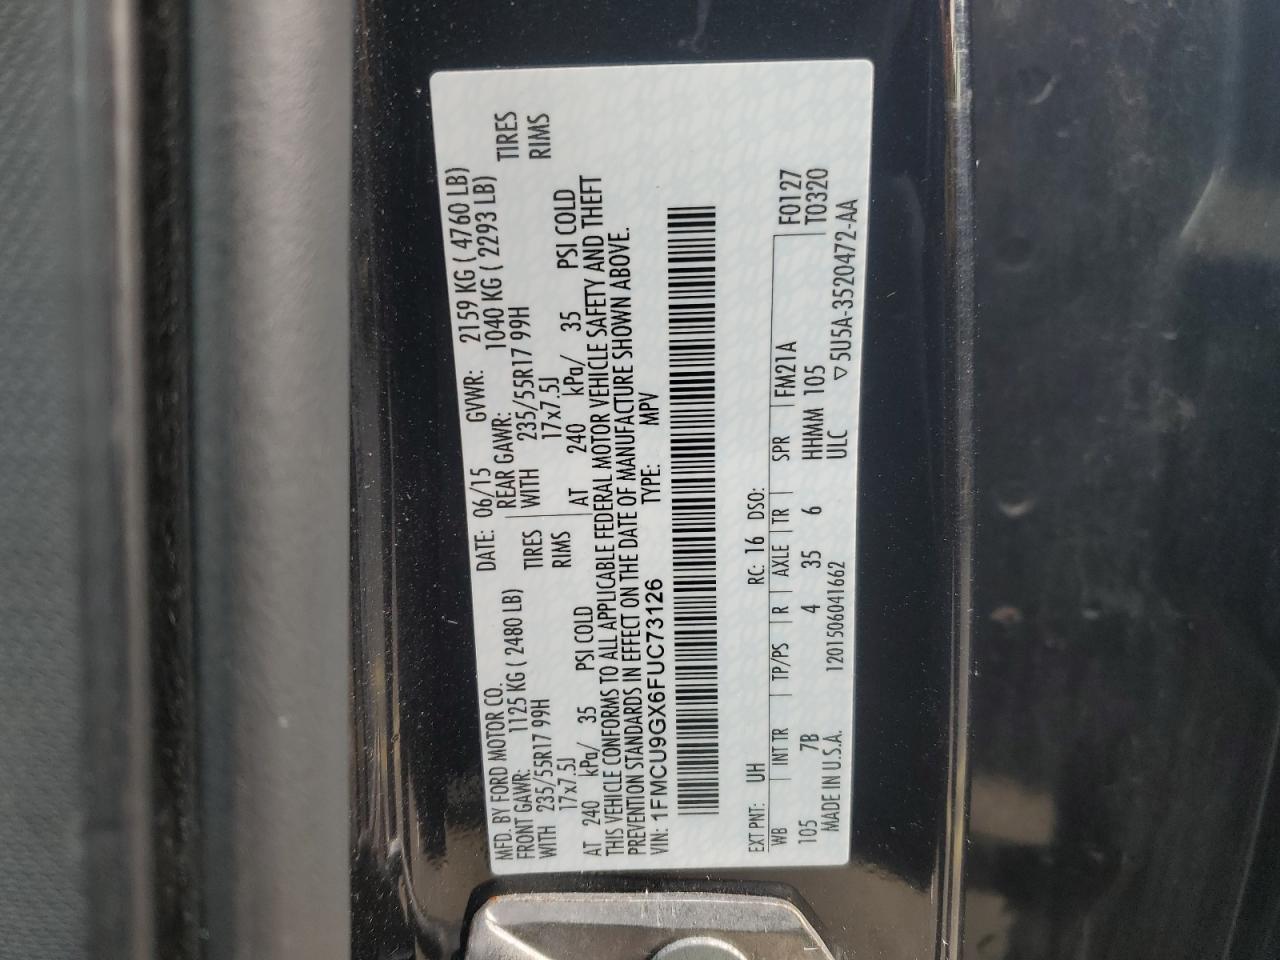 MFD. BY FORD MOTOR CO. DATE: 06/15 GVWR: 2159 KG ( 4760 LB)
FRONT GAWR: 1125 KG ( 2480 LB) REAR GAWR: 1040 KG ( 2293 LB)
WITH 235/55R17 99H TIRES WITH 235/55R17 99H TIRES
17x7.5J RIMS 17x7.5J RIMS
AT 240 kPa/ 35 PSI COLD AT 240 kPa/ 35 PSI COLD
THIS VEHICLE CONFORMS TO ALL APPLICABLE FEDERAL MOTOR VEHICLE SAFETY AND THEFT
PREVENTION STANDARDS IN EFFECT ON THE DATE OF MANUFACTURE SHOWN ABOVE.
VIN: 1FMCU9GX6FUC73126 TYPE: MPV
EXT PNT: UH RC: 16 DSO: F0127
WB INT TR TP/PS R AXLE TR SPR FM21A T0320
105 7B 4 35 6 HHMM 105
MADE IN U.S.A. 1201506041662 ULC ▽5U5A-3520472-AA